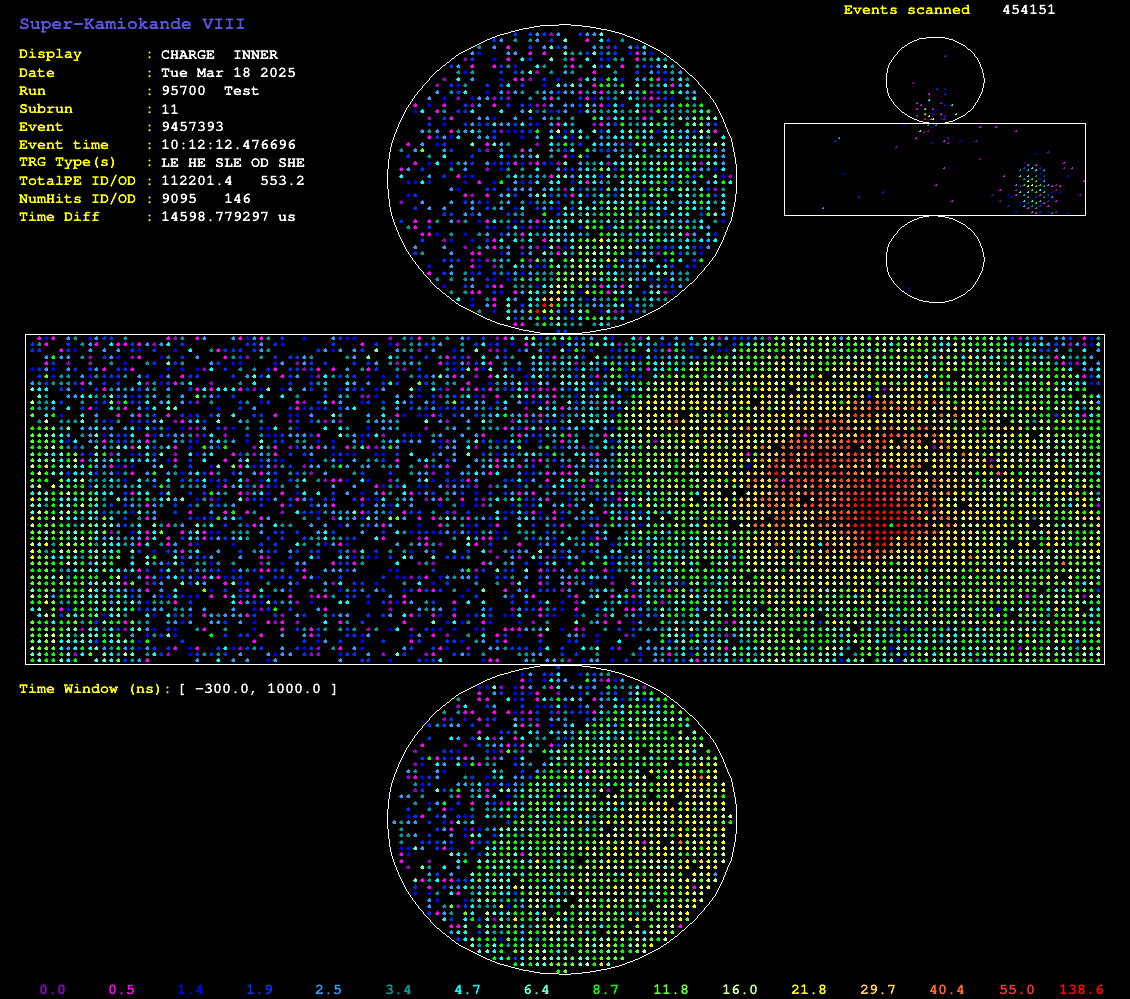 Super-Kamiokande VIII
Events scanned 454151
Display : CHARGE INNER
Date : Tue Mar 18 2025
Run : 95700 Test
Subrun : 11
Event : 9457393
Event time : 10:12:12.476696
TRG Type(s) : LE HE SLE OD SHE
TotalPE ID/OD : 112201.4 553.2
NumHits ID/OD : 9095 146
Time Diff : 14598.779297 us
Time Window (ns): [ -300.0, 1000.0 ]
0.0 0.5 1.4 1.9 2.5 3.4 4.7 6.4 8.7 11.8 16.0 21.8 29.7 40.4 55.0 138.6